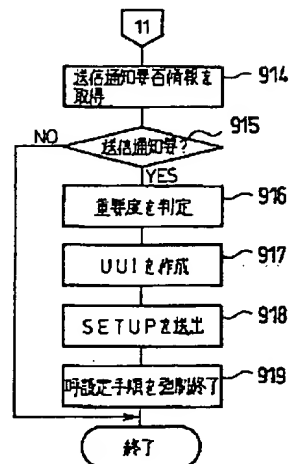 11
送信通知要否情報を
取得
914
送信通知要?
915
NO
YES
重要度を判定
916
UUIを作成
917
SETUPを送出
918
呼設定手順を強制終了
919
終了